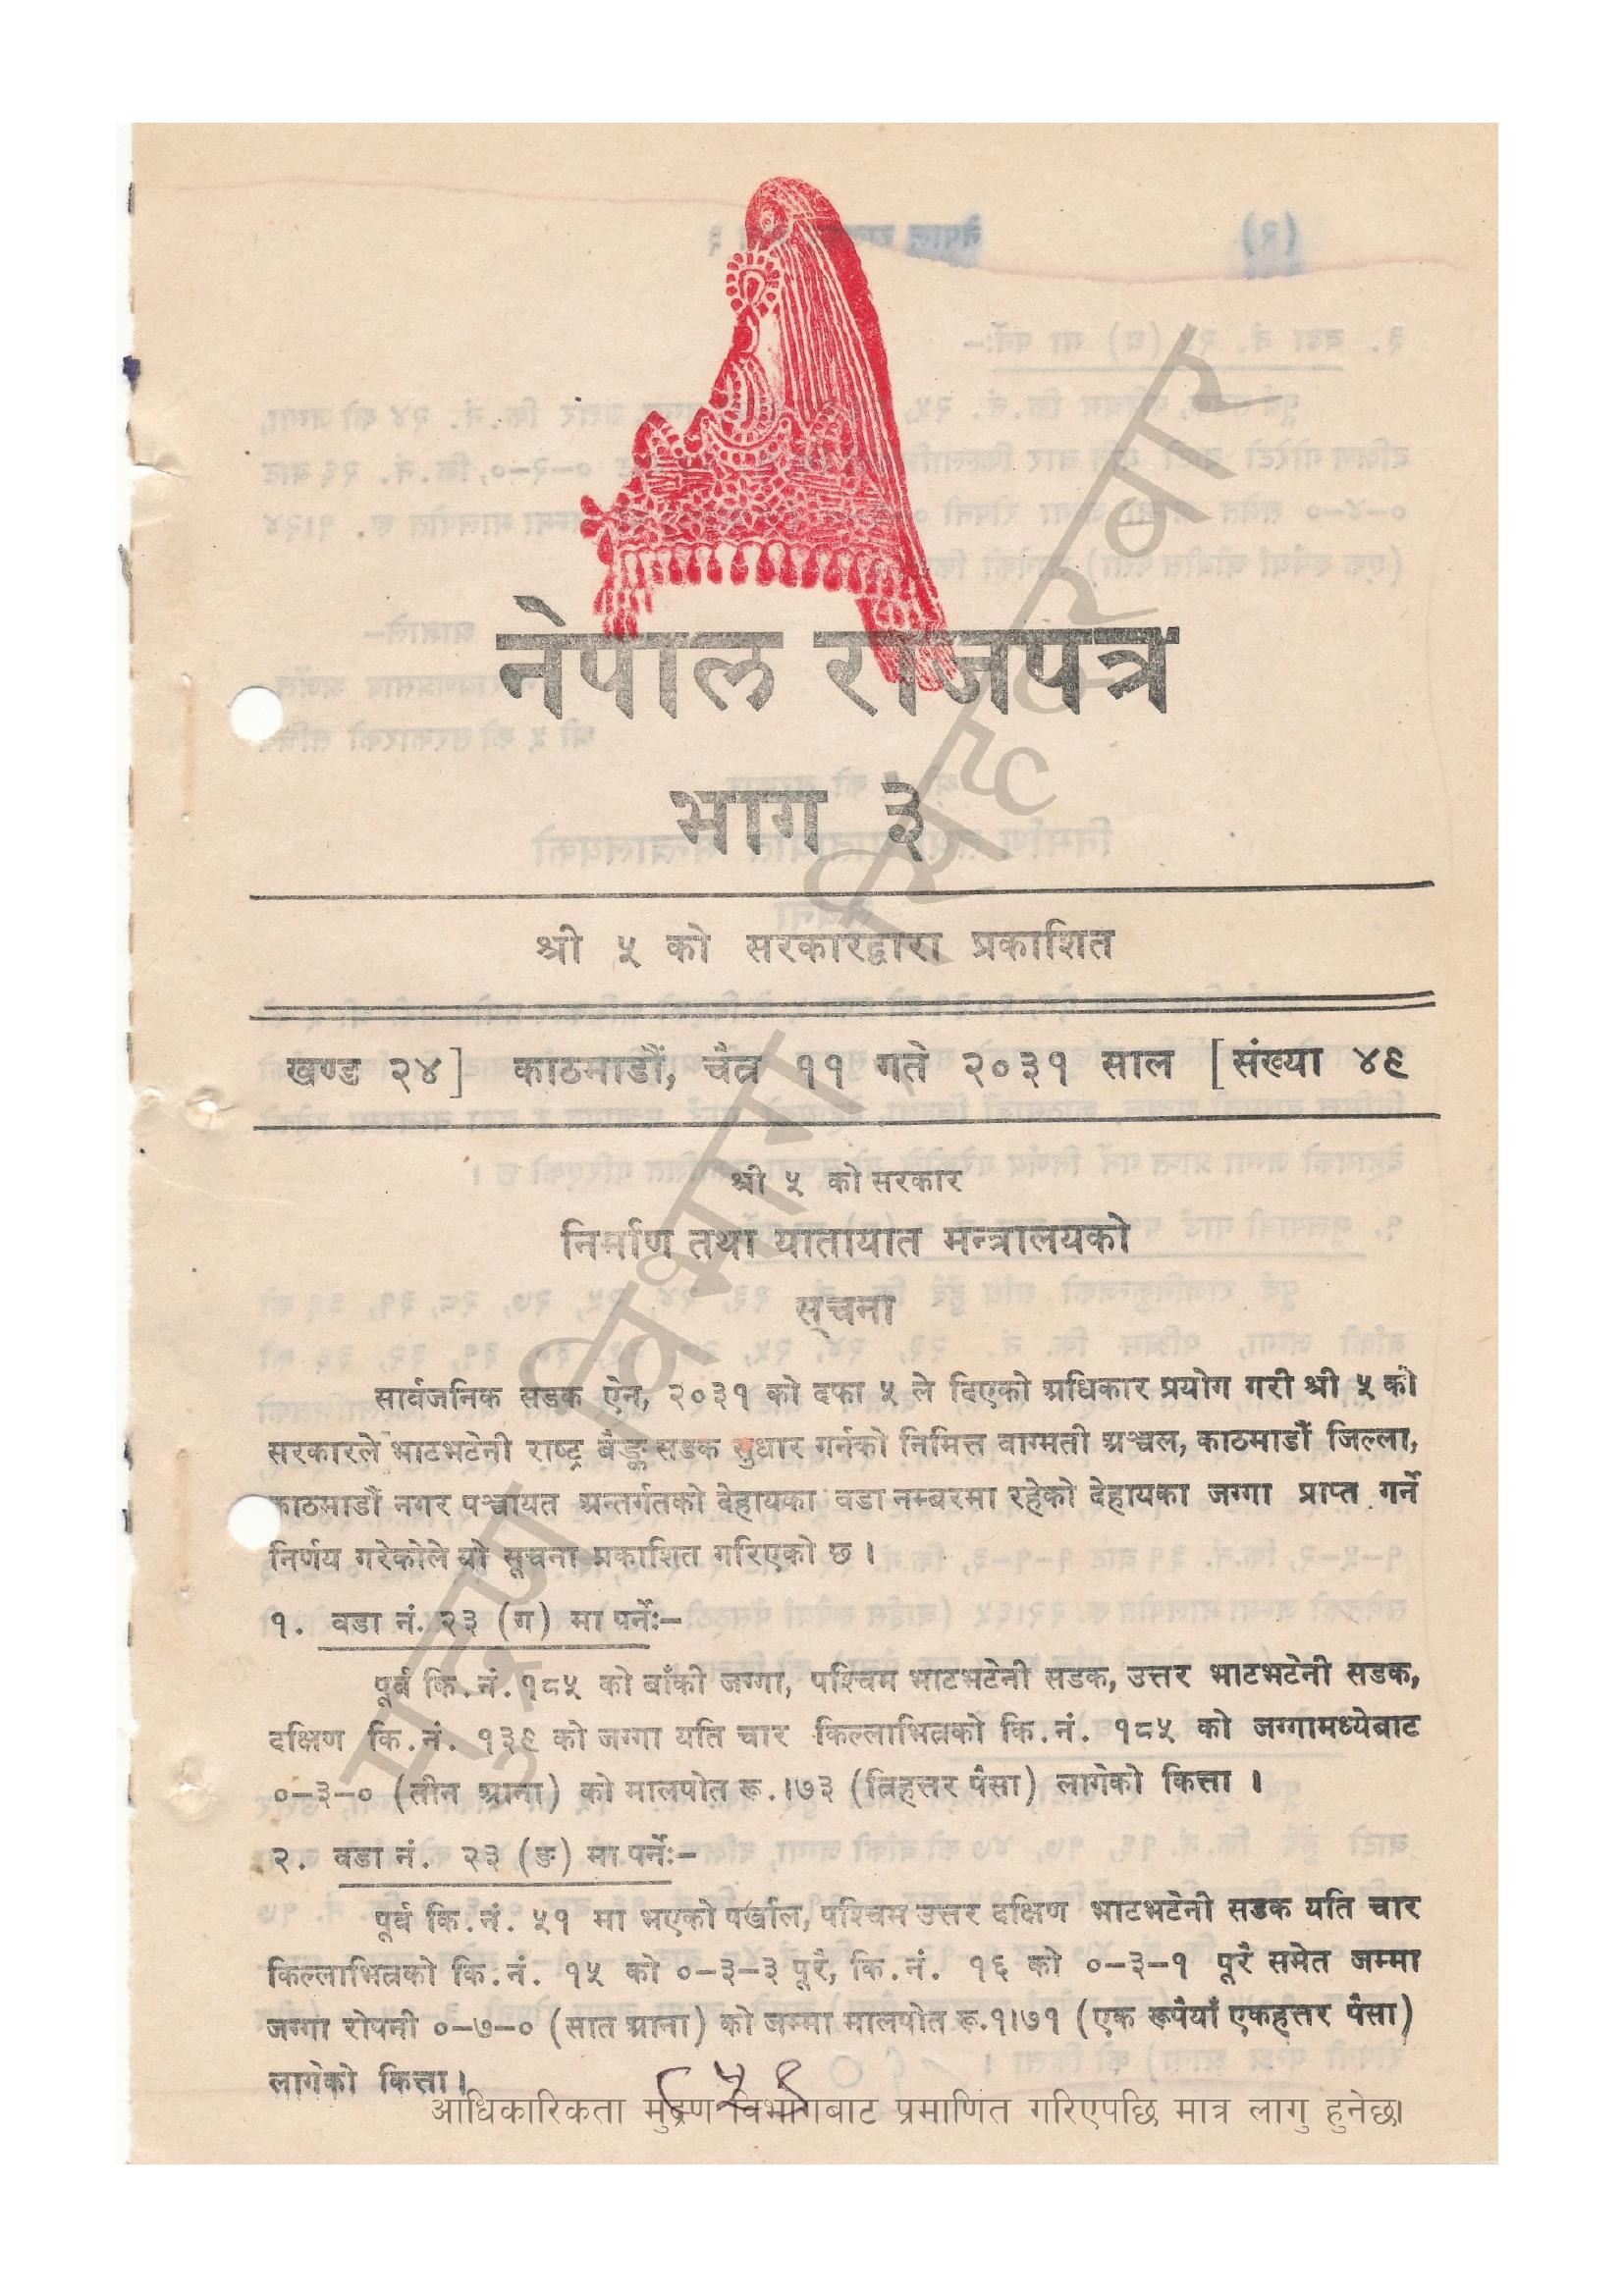 नेपाल राजपत्र
भाग ३
श्री ५ को सरकारद्वारा प्रकाशित
खण्ड २४] काठमाडौं, चैत्र ११ गते २०३१ साल [संख्या ४९
श्री ५ को सरकार
निर्माण तथा यातायात मन्त्रालयको
सूचना
सार्वजनिक सडक ऐन, २०३१ को दफा ५ ले दिएको अधिकार प्रयोग गरी श्री ५ को
सरकारले भाटभटेनी राष्ट्र बैङ्क सडक सुधार गर्नको निमित्त वाग्मती अञ्चल, काठमाडौं जिल्ला,
काठमाडौं नगर पञ्चायत अन्तर्गतको देहायका वडा नम्बरमा रहेको देहायका जग्गा प्राप्त गर्ने
निर्णय गरेकोले यो सूचना प्रकाशित गरिएको छ ।
१. वडा नं. २३ (ग) मा पर्नेः–
पूर्व कि.नं. १८५ को बाँकी जग्गा, पश्चिम भाटभटेनी सडक, उत्तर भाटभटेनी सडक,
दक्षिण कि.नं. १३९ को जग्गा यति चार किल्लाभित्रको कि.नं. १८५ को जग्गामध्येबाट
०–३–० (तीन आना) को मालपोत रू.।७३ (त्रिहत्तर पैसा) लागेको कित्ता ।
२. वडा नं. २३ (ङ) मा पर्नेः–
पूर्व कि.नं. ५१ मा भएको पर्खाल, पश्चिम उत्तर दक्षिण भाटभटेनी सडक यति चार
किल्लाभित्रको कि.नं. १५ को ०–३–३ पूरै, कि.नं. १६ को ०–३–१ पूरै समेत जम्मा
जग्गा रोपनी ०–७–० (सात आना) को जम्मा मालपोत रू.१।७१ (एक रूपैयाँ एकहत्तर पैसा)
लागेको कित्ता ।
आधिकारिकता मुद्रण विभागबाट प्रमाणित गरिएपछि मात्र लागु हुनेछ।
मुद्रण विभाग सिंहदरबार